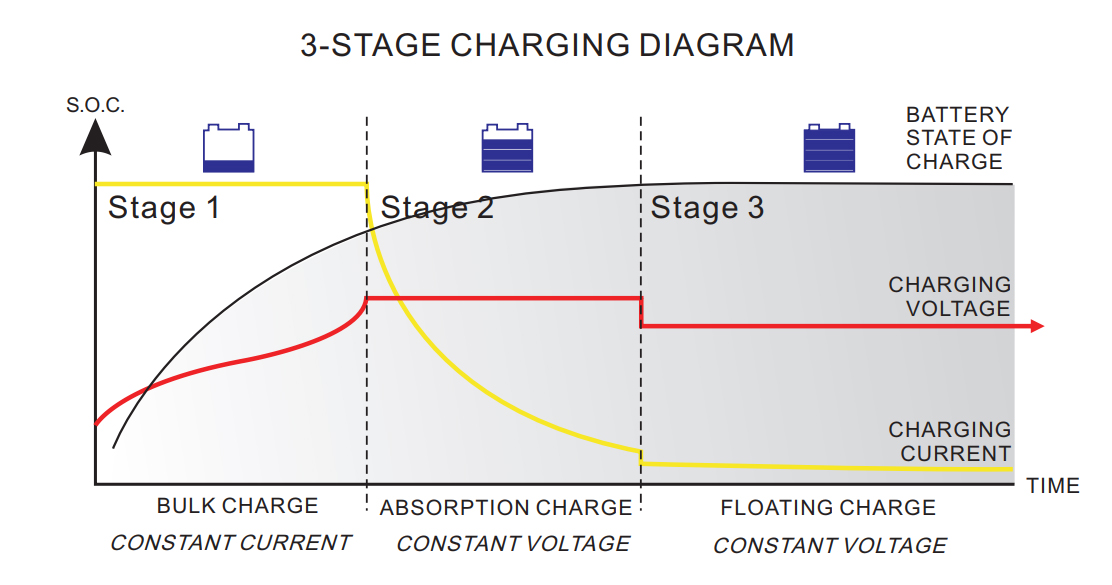 3-STAGE CHARGING DIAGRAM
S.O.C.
BATTERY
STATE OF
CHARGE
Stage 1
Stage 2
Stage 3
CHARGING
VOLTAGE
CHARGING
CURRENT
TIME
BULK CHARGE
ABSORPTION CHARGE
FLOATING CHARGE
CONSTANT CURRENT
CONSTANT VOLTAGE
CONSTANT VOLTAGE